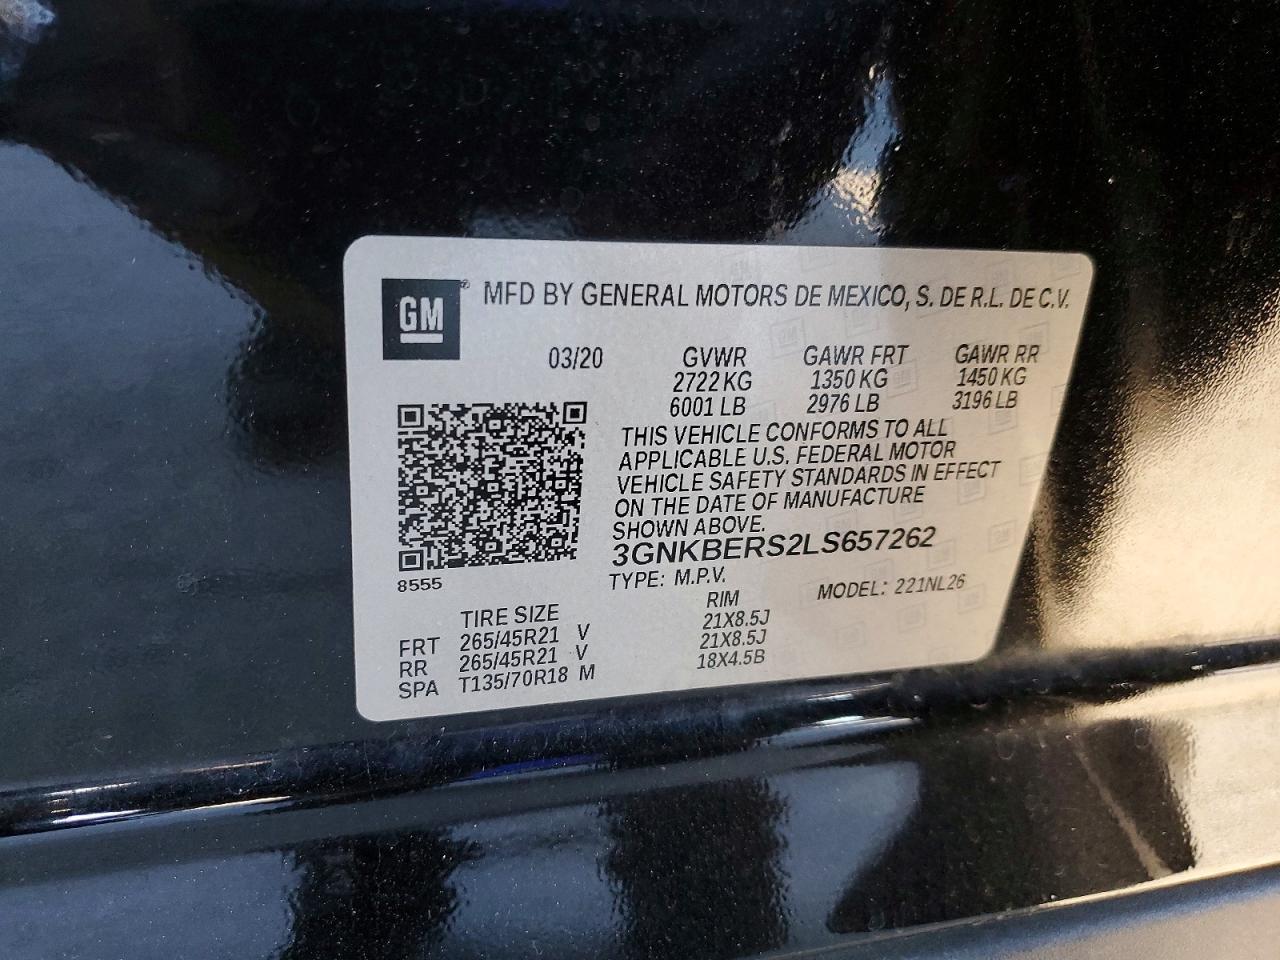 GM® MFD BY GENERAL MOTORS DE MEXICO, S. DE R.L. DE C.V.
03/20 GVWR GAWR FRT GAWR RR
2722 KG 1350 KG 1450 KG
6001 LB 2976 LB 3196 LB
THIS VEHICLE CONFORMS TO ALL
APPLICABLE U.S. FEDERAL MOTOR
VEHICLE SAFETY STANDARDS IN EFFECT
ON THE DATE OF MANUFACTURE
SHOWN ABOVE.
3GNKBERS2LS657262
8555 TYPE: M.P.V. MODEL: 221NL26
TIRE SIZE RIM
FRT 265/45R21 V 21X8.5J
RR 265/45R21 V 21X8.5J
SPA T135/70R18 M 18X4.5B